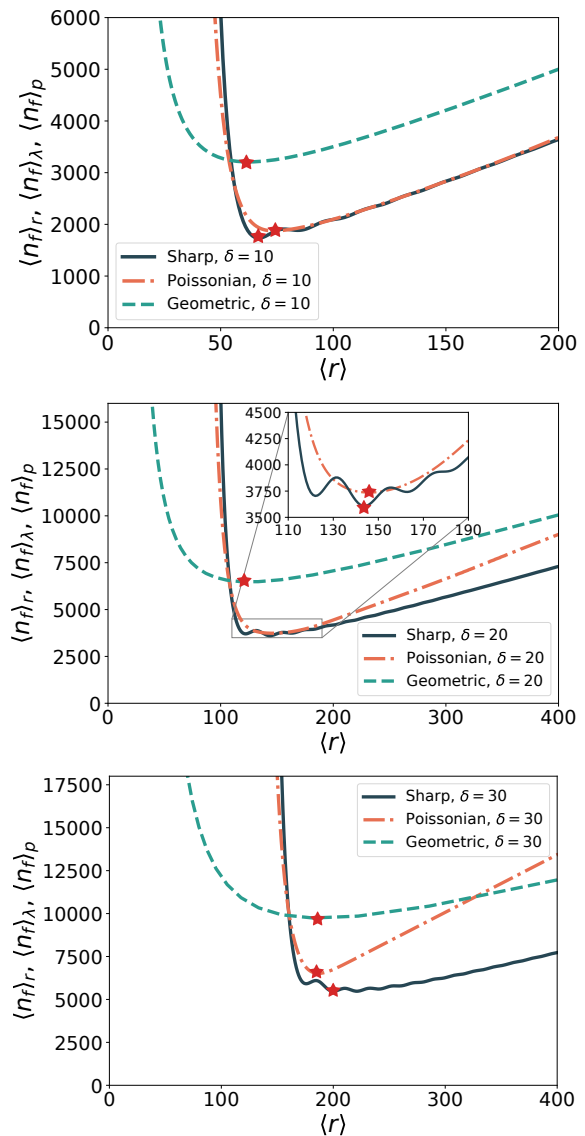 6000
5000
4000
3000
2000
1000
0
⟨n_f⟩_r, ⟨n_f⟩_λ, ⟨n_f⟩_p
Sharp, δ = 10
Poissonian, δ = 10
Geometric, δ = 10
0 50 100 150 200
⟨r⟩
15000
12500
10000
7500
5000
2500
0
⟨n_f⟩_r, ⟨n_f⟩_λ, ⟨n_f⟩_p
4500
4250
4000
3750
3500
110 130 150 170 190
Sharp, δ = 20
Poissonian, δ = 20
Geometric, δ = 20
0 100 200 300 400
⟨r⟩
17500
15000
12500
10000
7500
5000
2500
0
⟨n_f⟩_r, ⟨n_f⟩_λ, ⟨n_f⟩_p
Sharp, δ = 30
Poissonian, δ = 30
Geometric, δ = 30
0 100 200 300 400
⟨r⟩